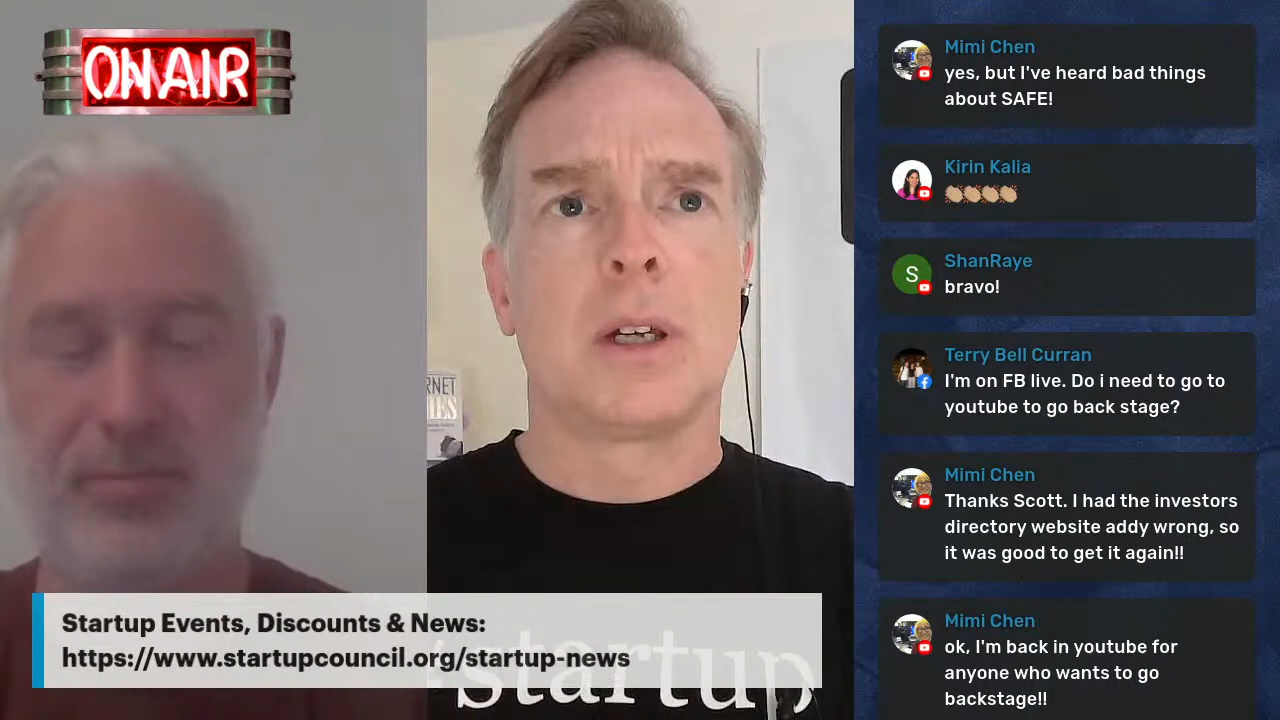 ON AIR
RNET
startup
Startup Events, Discounts & News:
https://www.startupcouncil.org/startup-news
Mimi Chen
yes, but I've heard bad things
about SAFE!
Kirin Kalia
👏🏼👏🏼👏🏼👏🏼
S
ShanRaye
bravo!
Terry Bell Curran
I'm on FB live. Do i need to go to
youtube to go back stage?
Mimi Chen
Thanks Scott. I had the investors
directory website addy wrong, so
it was good to get it again!!
Mimi Chen
ok, I'm back in youtube for
anyone who wants to go
backstage!!